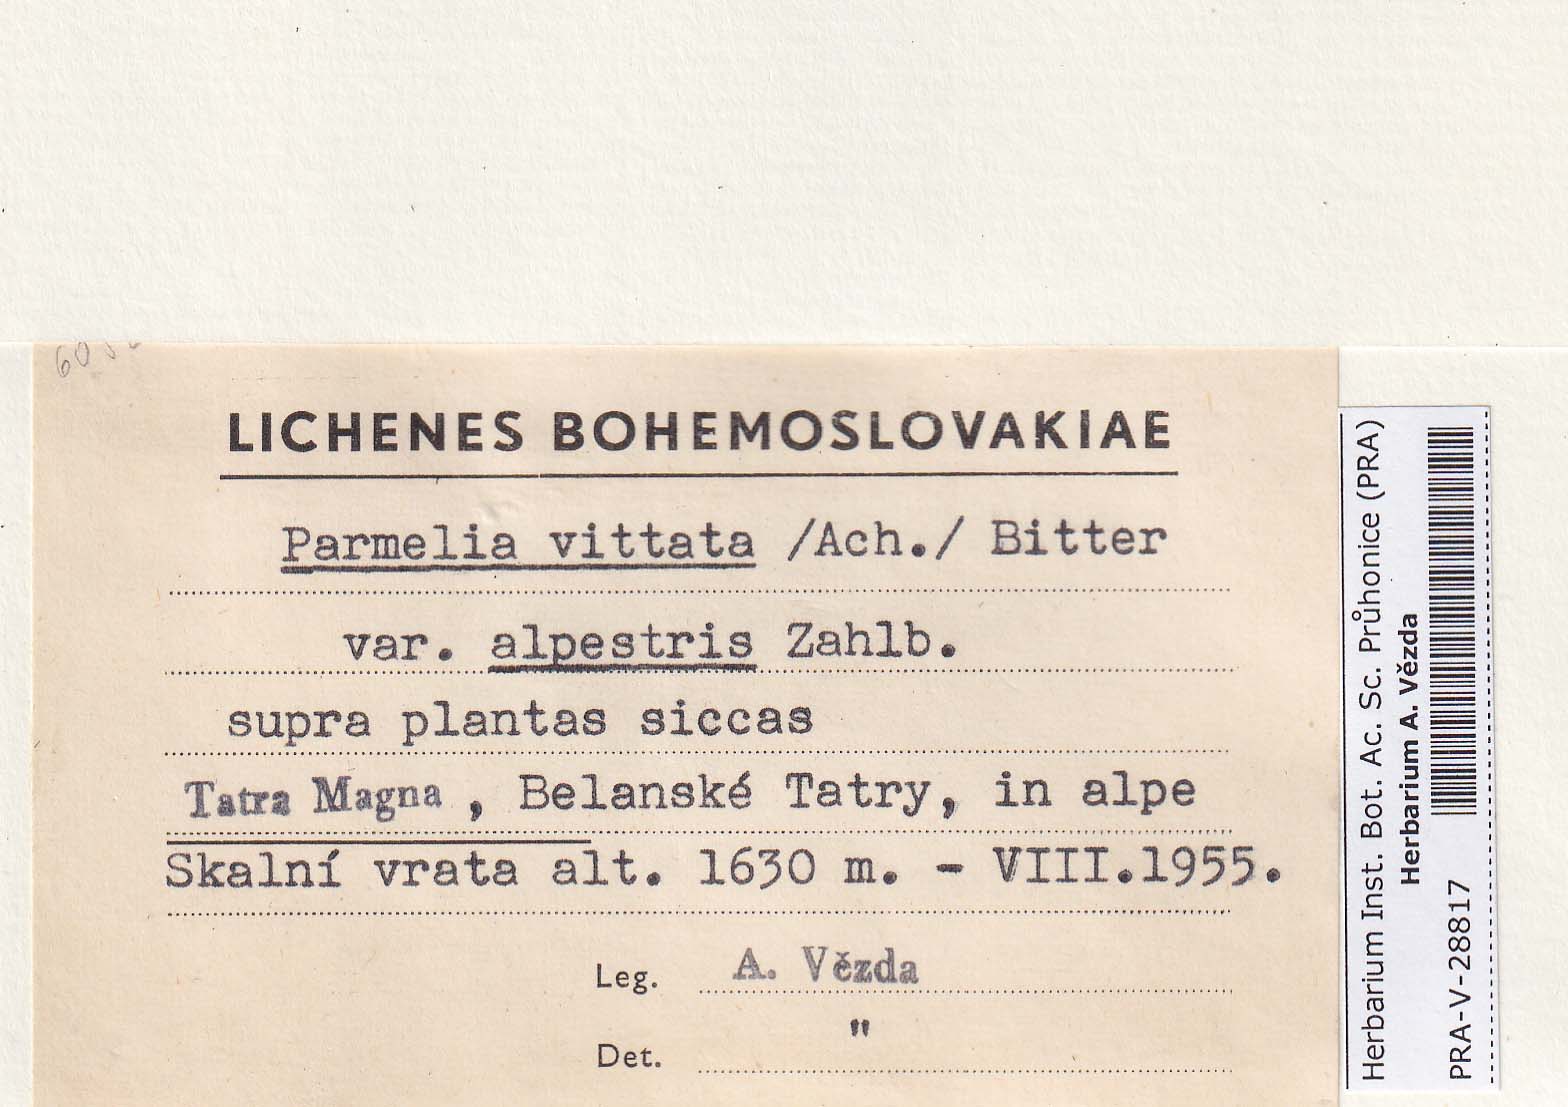 LICHENES BOHEMOSLOVAKIAE
Parmelia vittata /Ach./ Bitter
var. alpestris Zahlb.
supra plantas siccas
Tatra Magna , Belanské Tatry, in alpe
Skalní vrata alt. 1630 m. - VIII.1955.
Leg. A. Vězda
Det. "
Herbarium Inst. Bot. Ac. Sc. Průhonice (PRA)
Herbarium A. Vězda
PRA-V-28817